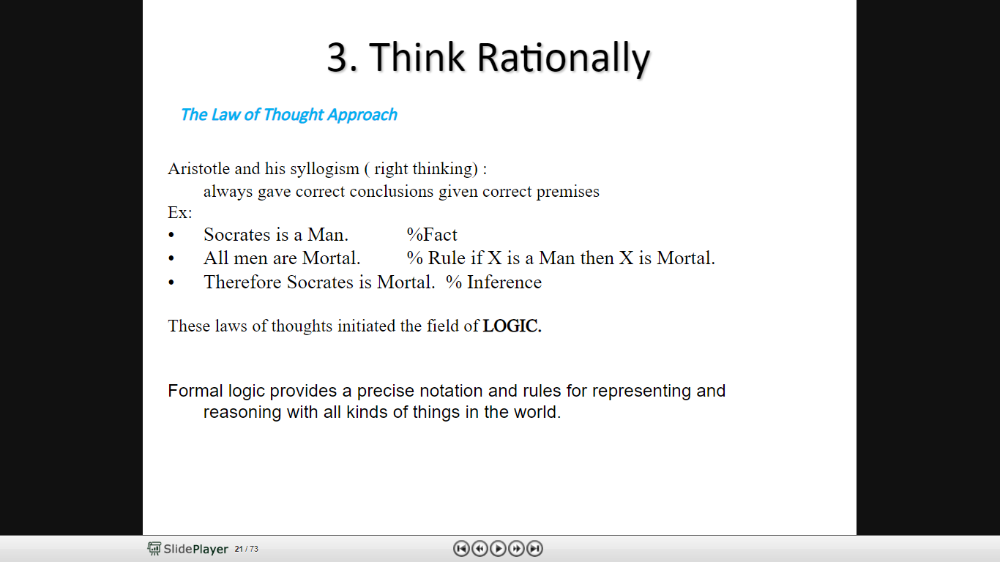 3. Think Rationally
The Law of Thought Approach
Aristotle and his syllogism ( right thinking) :
always gave correct conclusions given correct premises
Ex:
• Socrates is a Man. %Fact
• All men are Mortal. % Rule if X is a Man then X is Mortal.
• Therefore Socrates is Mortal. % Inference
These laws of thoughts initiated the field of LOGIC.
Formal logic provides a precise notation and rules for representing and
reasoning with all kinds of things in the world.
SlidePlayer 21 / 73